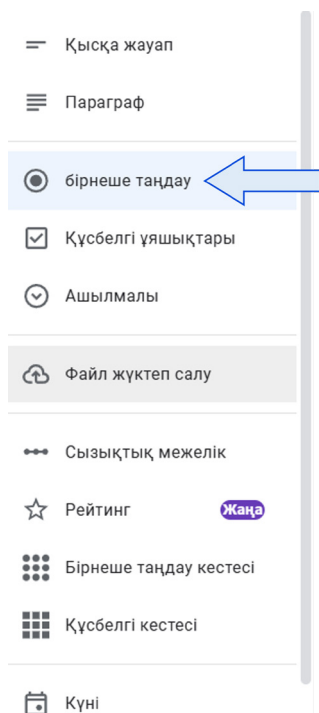 Қысқа жауап
Параграф
бірнеше таңдау
Құсбелгі ұяшықтары
Ашылмалы
Файл жүктеп салу
Сызықтық межелік
Рейтинг Жаңа
Бірнеше таңдау кестесі
Құсбелгі кестесі
Күні